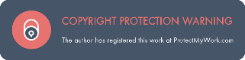 COPYRIGHT PROTECTION WARNING
The author has registered this work at ProtectMyWork.com